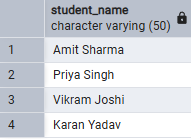 student_name
character varying (50)
1 Amit Sharma
2 Priya Singh
3 Vikram Joshi
4 Karan Yadav